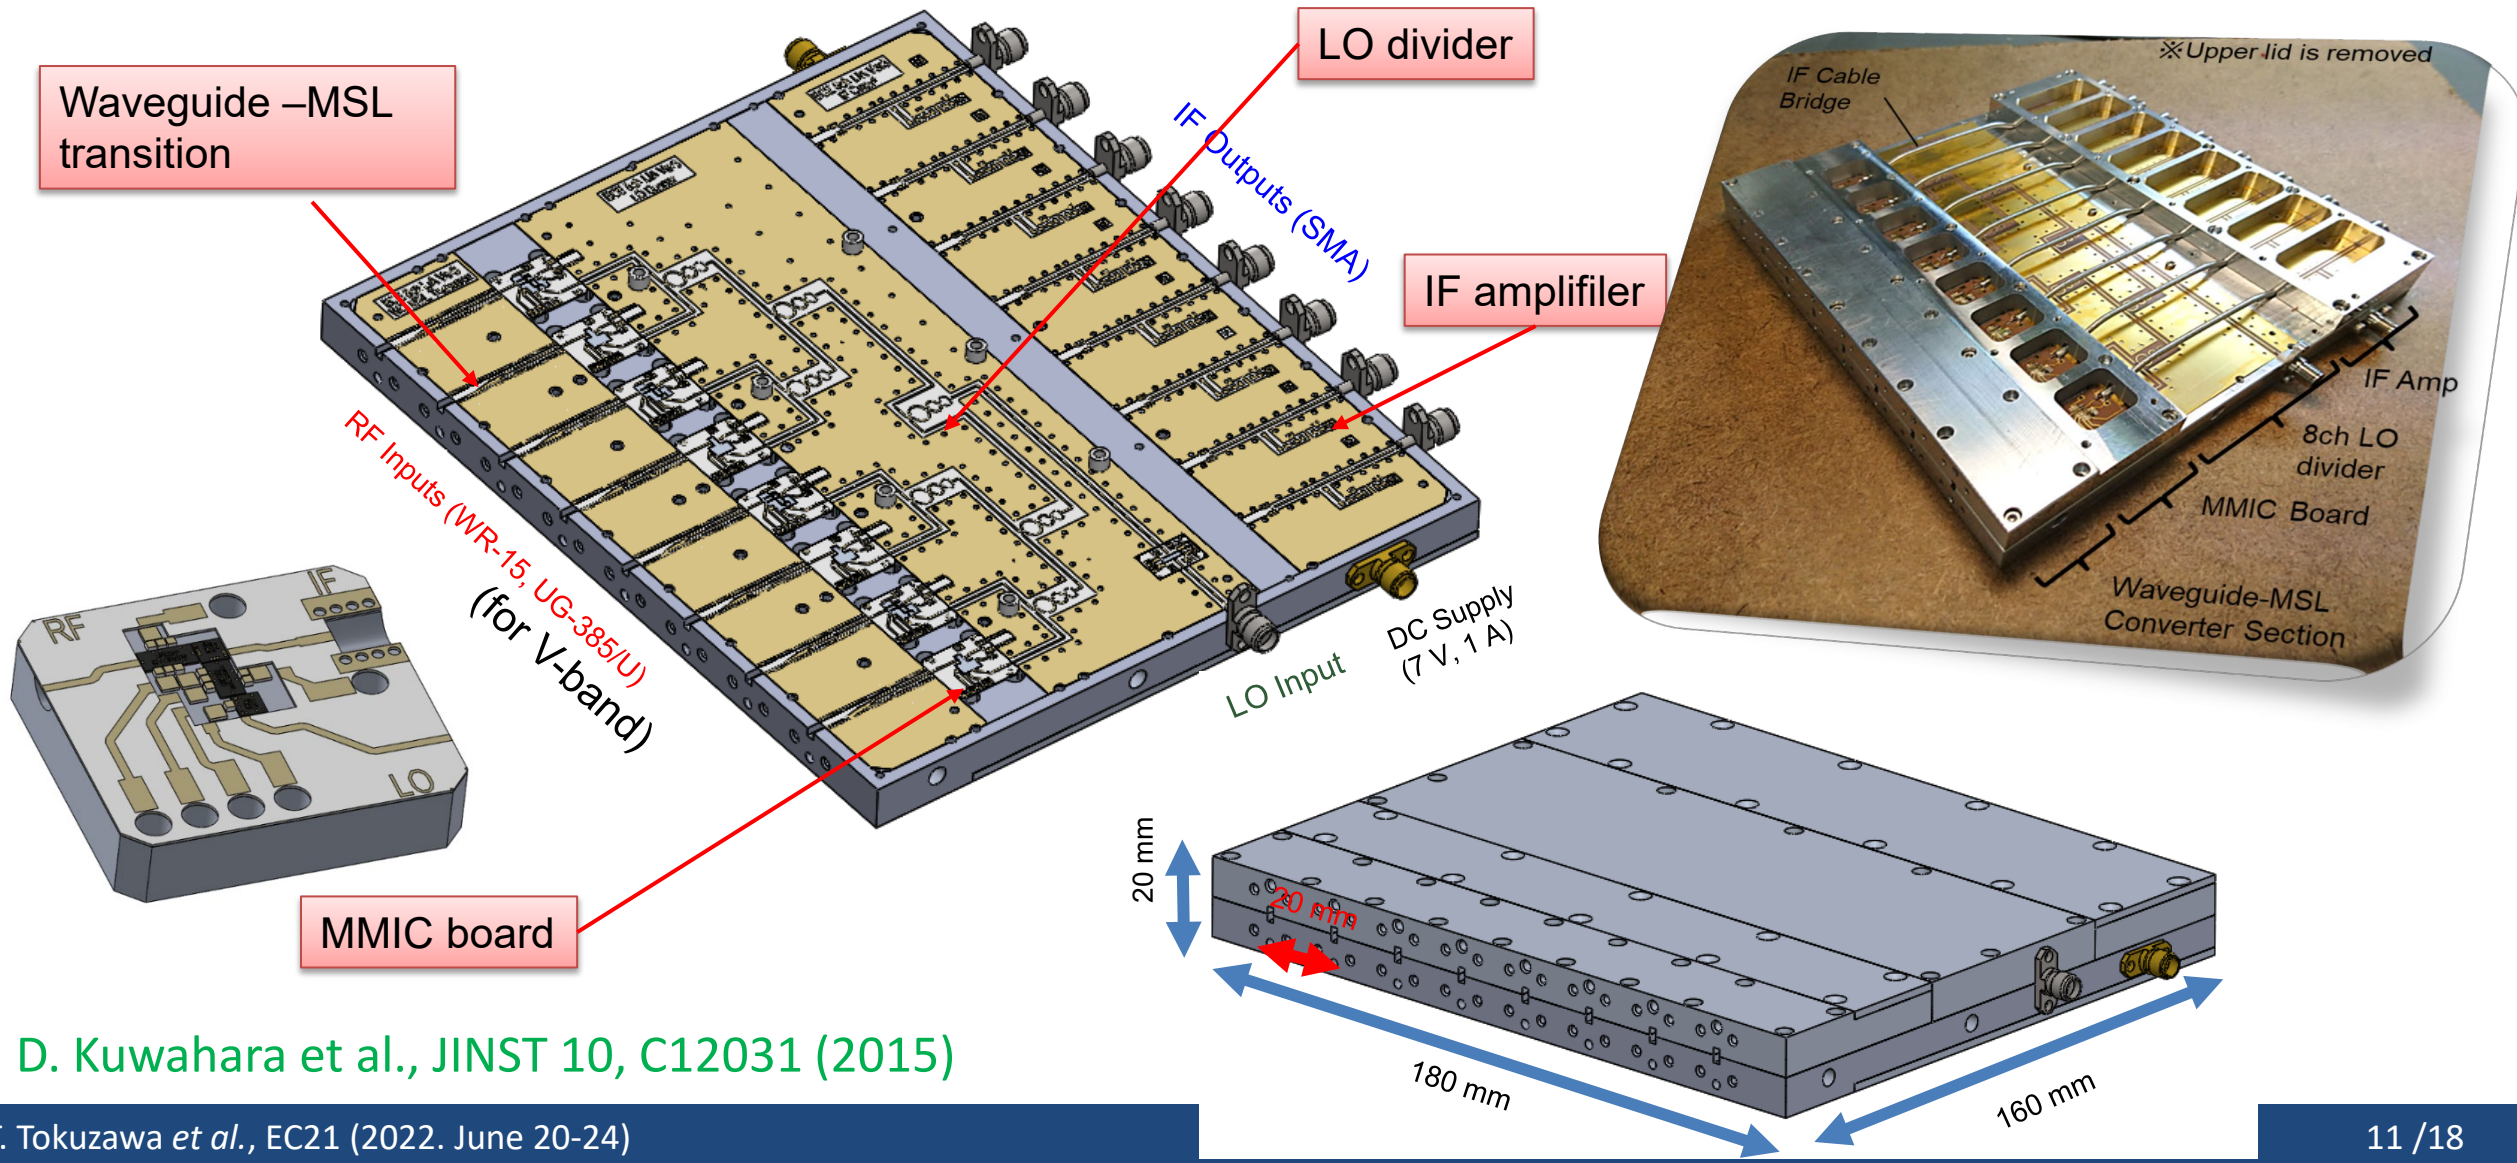 Waveguide –MSL
transition
LO divider
IF Outputs (SMA)
IF amplifiler
RF Inputs (WR-15, UG-385/U)
(for V-band)
LO Input
DC Supply
(7 V, 1 A)
MMIC board
RF
IF
LO
※Upper lid is removed
IF Cable
Bridge
IF Amp
8ch LO
divider
MMIC Board
Waveguide-MSL
Converter Section
20 mm
20 mm
180 mm
160 mm
D. Kuwahara et al., JINST 10, C12031 (2015)
T. Tokuzawa et al., EC21 (2022. June 20-24)
11 /18